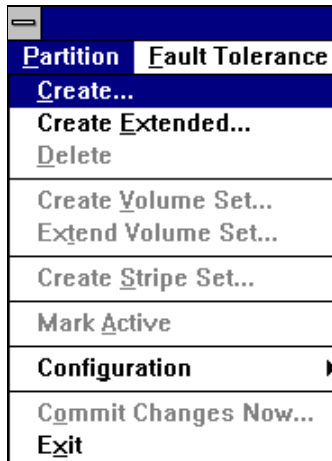 Partition Fault Tolerance
Create...
Create Extended...
Delete
Create Volume Set...
Extend Volume Set...
Create Stripe Set...
Mark Active
Configuration
Commit Changes Now...
Exit